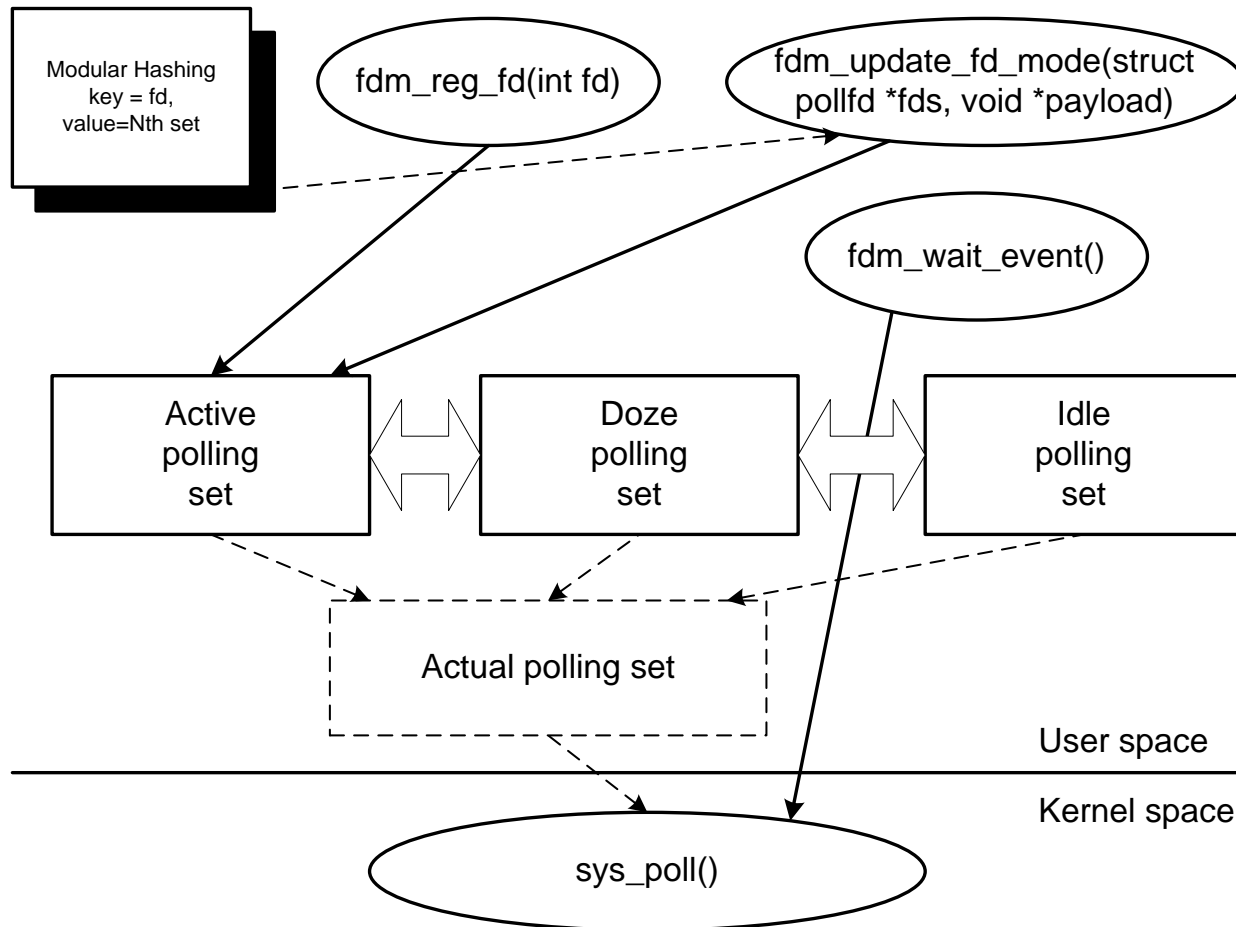 Modular Hashing
key = fd,
value=Nth set
fdm_reg_fd(int fd)
fdm_update_fd_mode(struct
pollfd *fds, void *payload)
fdm_wait_event()
Active
polling
set
Doze
polling
set
Idle
polling
set
Actual polling set
User space
Kernel space
sys_poll()